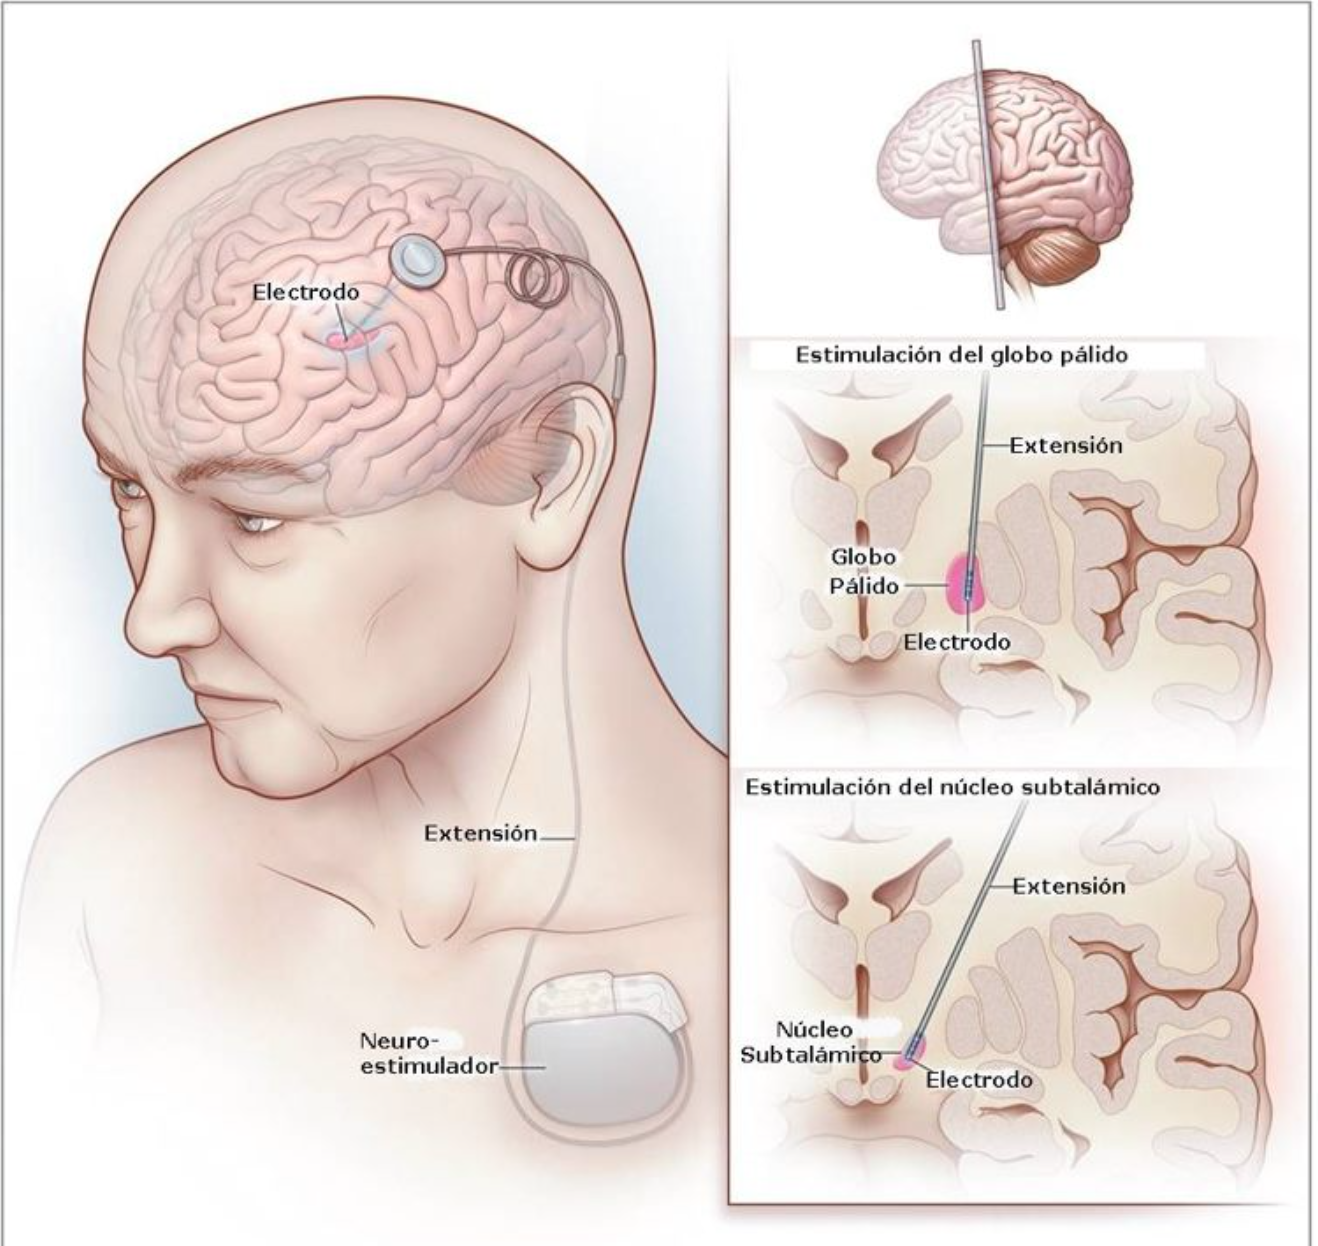 Electrodo
Extensión
Neuro-
estimulador
Estimulación del globo pálido
Extensión
Globo
Pálido
Electrodo
Estimulación del núcleo subtalámico
Extensión
Núcleo
Subtalámico
Electrodo